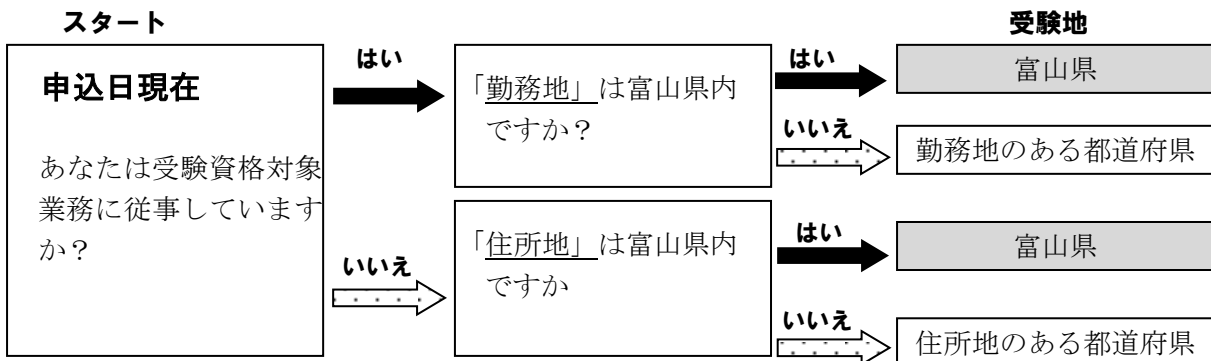 スタート
受験地
申込日現在
あなたは受験資格対象
業務に従事しています
か？
はい
「勤務地」は富山県内
ですか？
はい
富山県
いいえ
勤務地のある都道府県
いいえ
「住所地」は富山県内
ですか
はい
富山県
いいえ
住所地のある都道府県